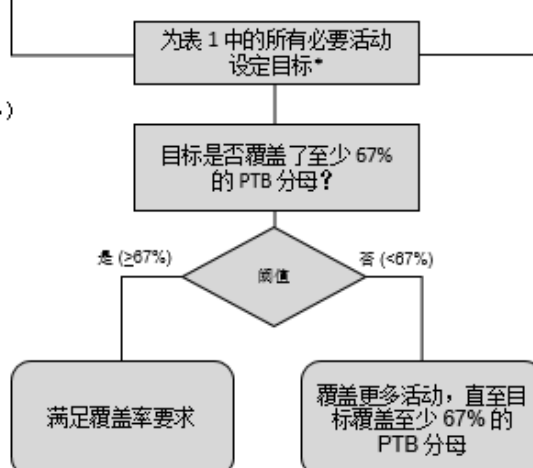 为表 1 中的所有必要活动
设定目标*
目标是否覆盖了至少 67%
的 PTB 分母？
是 (≥67%)
否 (<67%)
阈值
满足覆盖率要求
覆盖更多活动，直至目
标覆盖至少 67% 的
PTB 分母